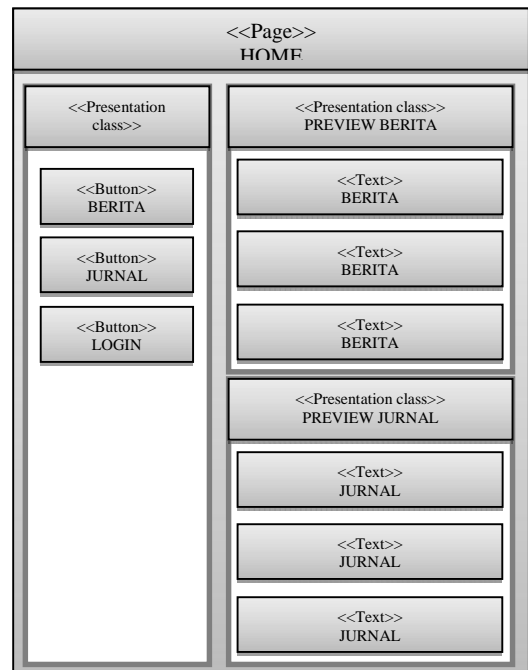 <<Page>>
HOME
<<Presentation
class>>
<<Button>>
BERITA
<<Button>>
JURNAL
<<Button>>
LOGIN
<<Presentation class>>
PREVIEW BERITA
<<Text>>
BERITA
<<Text>>
BERITA
<<Text>>
BERITA
<<Presentation class>>
PREVIEW JURNAL
<<Text>>
JURNAL
<<Text>>
JURNAL
<<Text>>
JURNAL